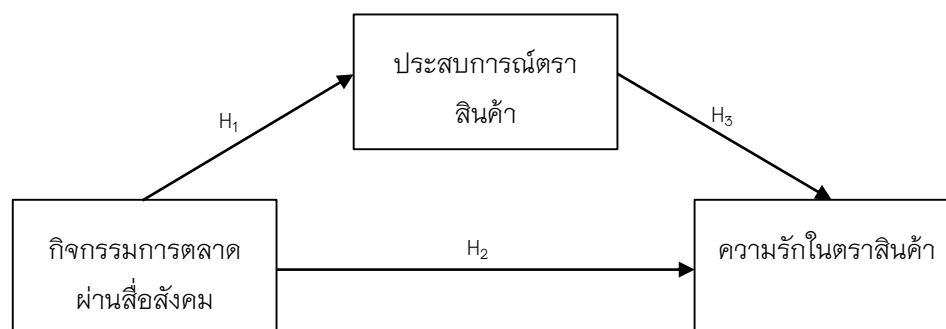 ประสบการณ์ตรา
สินค้า
H₁
H₃
กิจกรรมการตลาด
ผ่านสื่อสังคม
H₂
ความรักในตราสินค้า